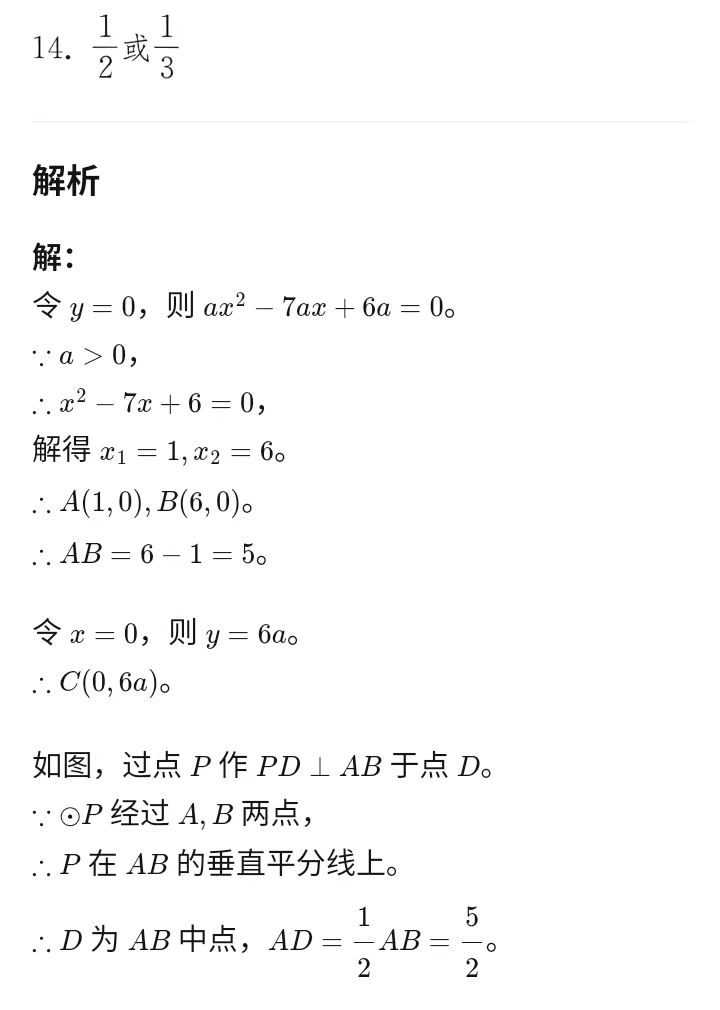 14. 1/2或1/3
解析
解：
令 y = 0，则 ax² − 7ax + 6a = 0。
∵ a > 0，
∴ x² − 7x + 6 = 0，
解得 x₁ = 1, x₂ = 6。
∴ A(1, 0), B(6, 0)。
∴ AB = 6 − 1 = 5。
令 x = 0，则 y = 6a。
∴ C(0, 6a)。
如图，过点 P 作 PD ⊥ AB 于点 D。
∵ ⊙P 经过 A, B 两点，
∴ P 在 AB 的垂直平分线上。
∴ D 为 AB 中点，AD = 1/2 AB = 5/2。